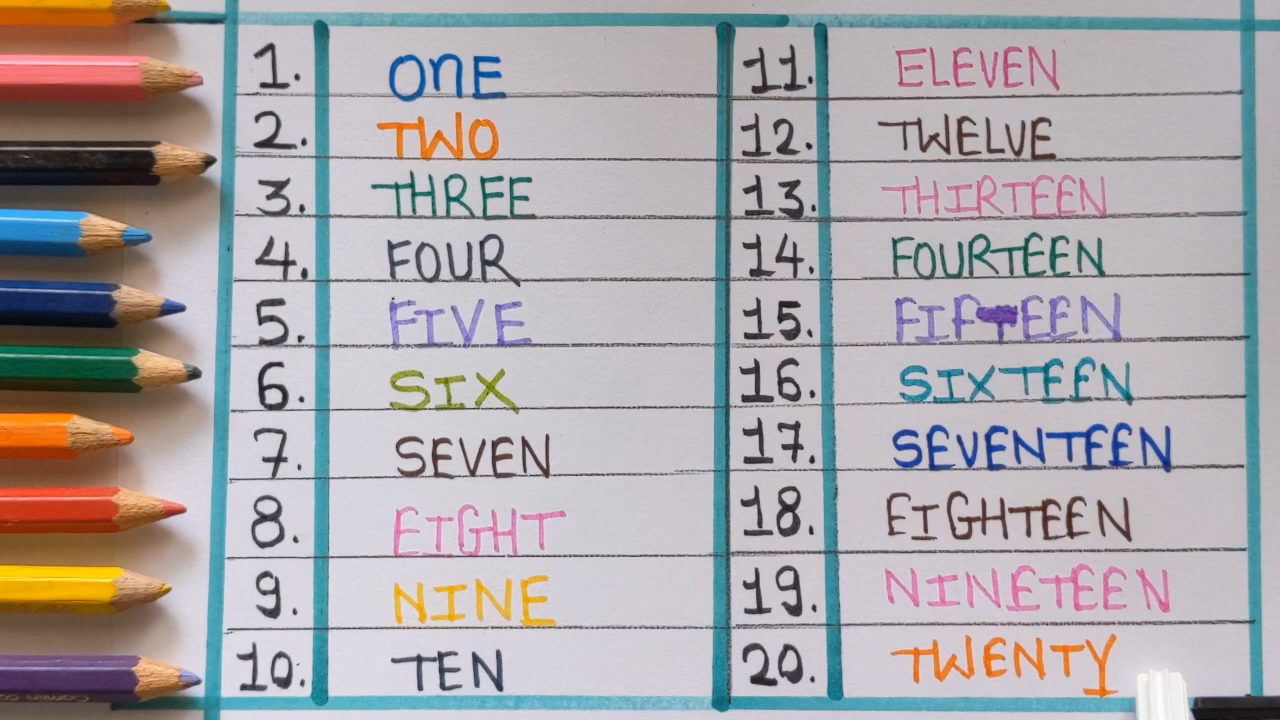 1. ONE
2. TWO
3. THREE
4. FOUR
5. FIVE
6. SIX
7. SEVEN
8. EIGHT
9. NINE
10. TEN
11. ELEVEN
12. TWELVE
13. THIRTEEN
14. FOURTEEN
15. FIFTEEN
16. SIXTEEN
17. SEVENTEEN
18. EIGHTEEN
19. NINETEEN
20. TWENTY